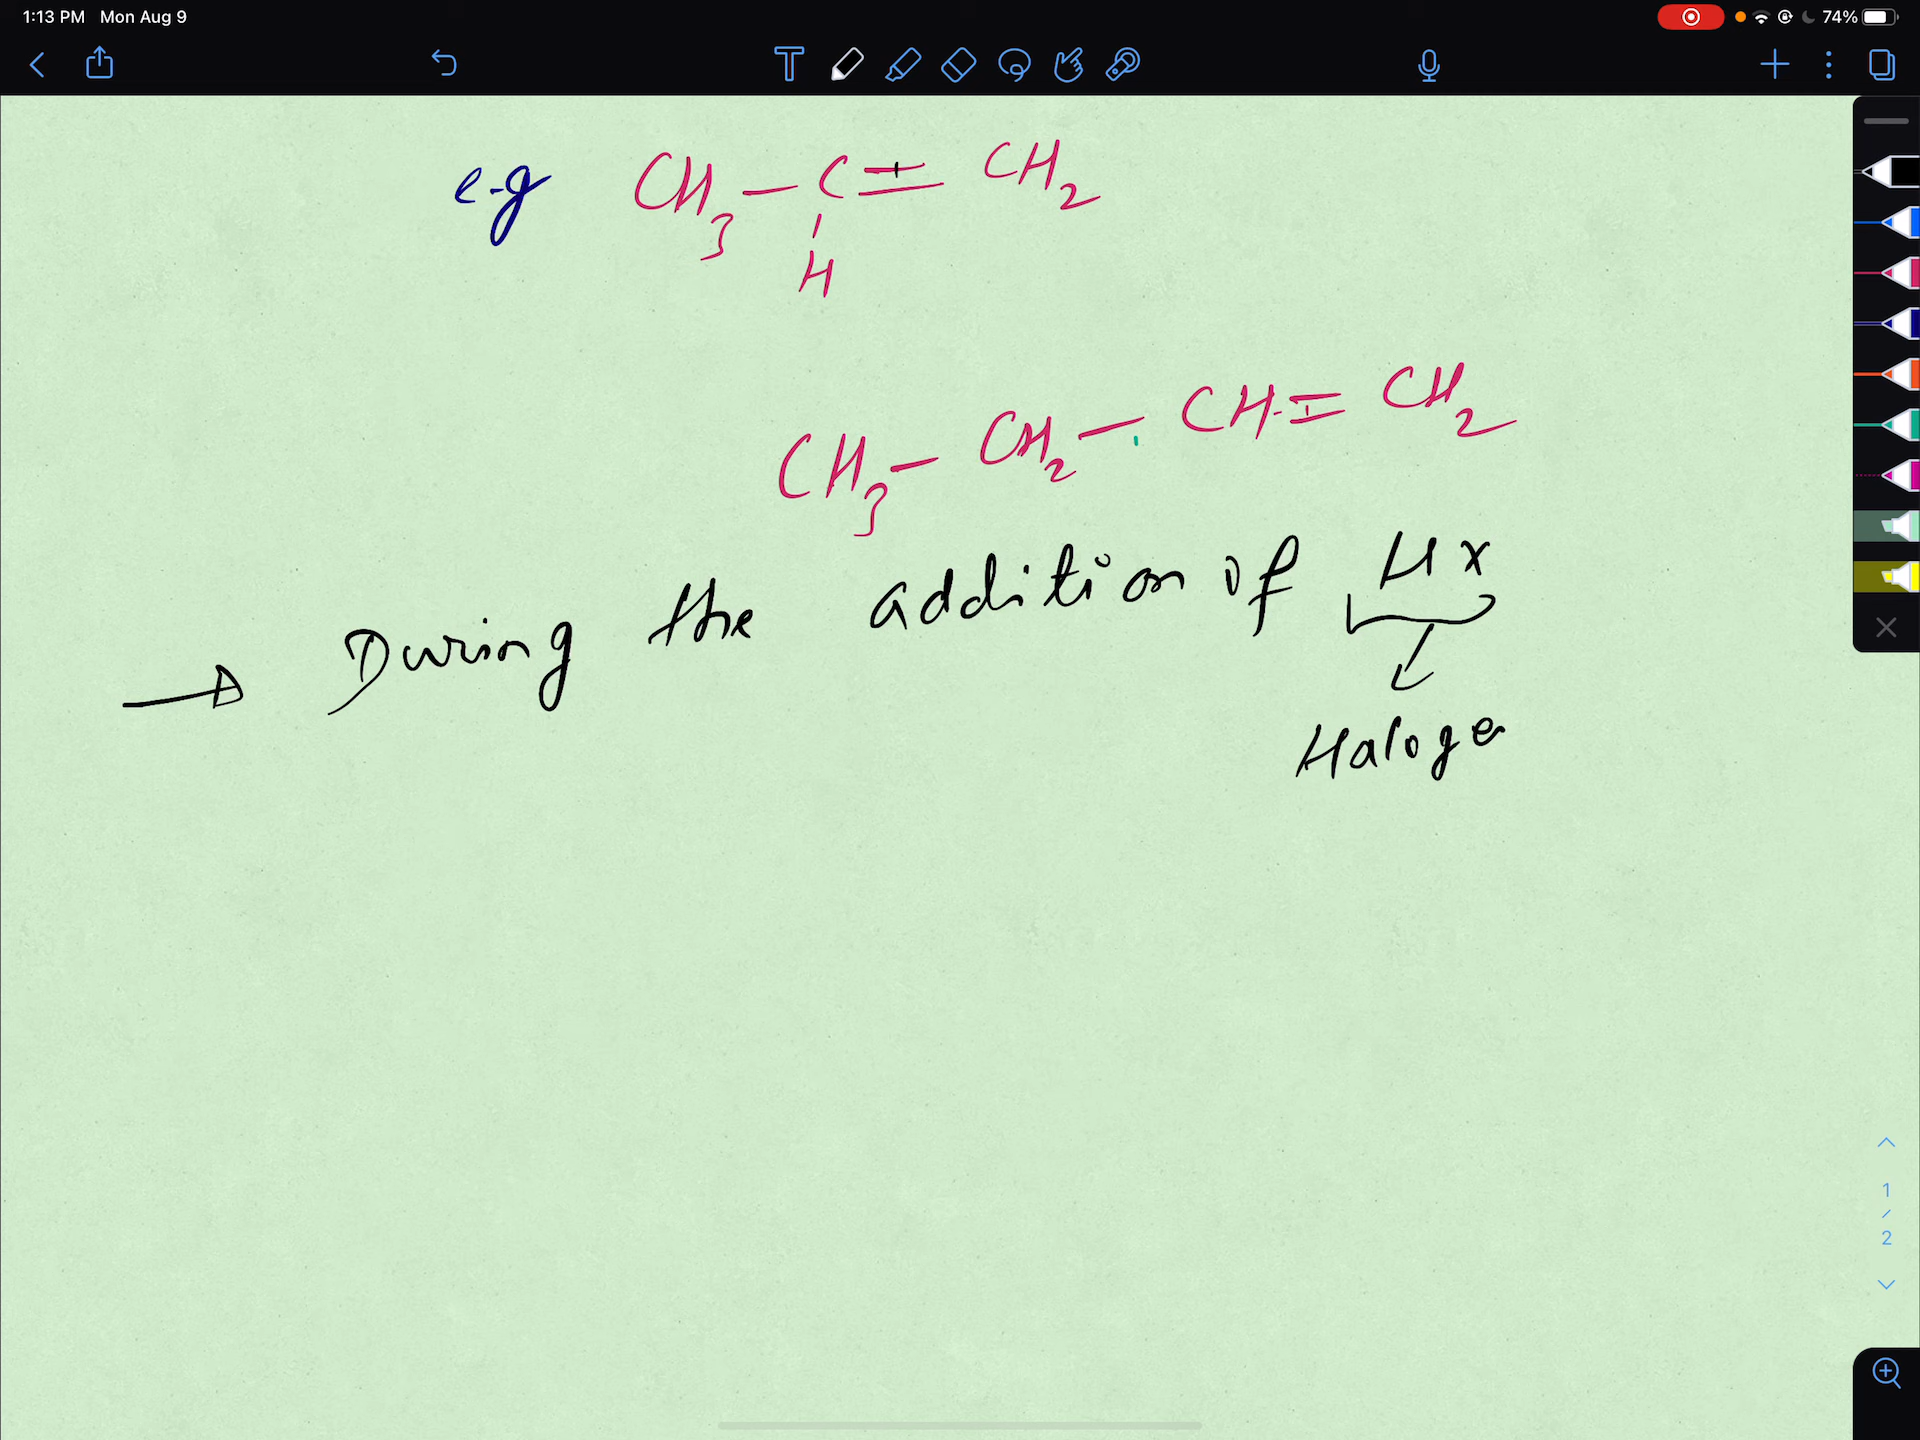 1:13 PM Mon Aug 9
74%
e-g CH3 - C = CH2
H
CH3 - CH2 - CH = CH2
→ During the addition of HX
Haloge
1
/
2